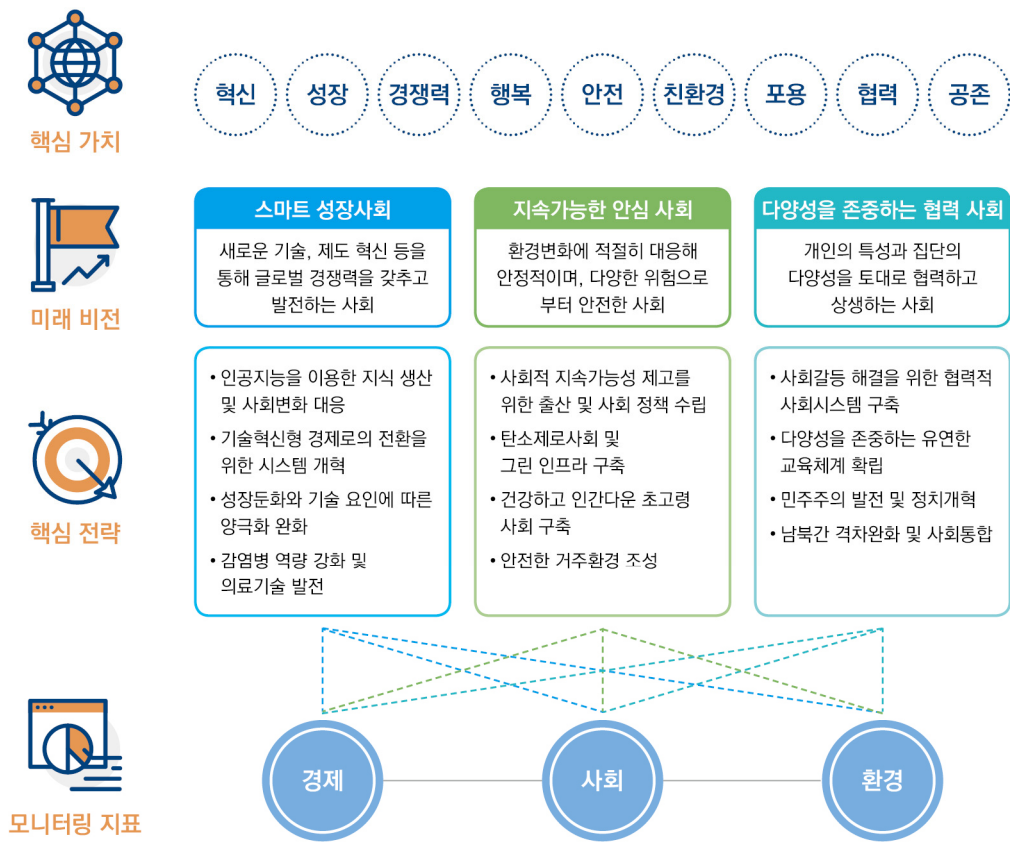 핵심 가치
혁신
성장
경쟁력
행복
안전
친환경
포용
협력
공존
미래 비전
스마트 성장사회
새로운 기술, 제도 혁신 등을
통해 글로벌 경쟁력을 갖추고
발전하는 사회
지속가능한 안심 사회
환경변화에 적절히 대응해
안정적이며, 다양한 위험으로
부터 안전한 사회
다양성을 존중하는 협력 사회
개인의 특성과 집단의
다양성을 토대로 협력하고
상생하는 사회
핵심 전략
• 인공지능을 이용한 지식 생산
및 사회변화 대응
• 기술혁신형 경제로의 전환을
위한 시스템 개혁
• 성장둔화와 기술 요인에 따른
양극화 완화
• 감염병 역량 강화 및
의료기술 발전
• 사회적 지속가능성 제고를
위한 출산 및 사회 정책 수립
• 탄소제로사회 및
그린 인프라 구축
• 건강하고 인간다운 초고령
사회 구축
• 안전한 거주환경 조성
• 사회갈등 해결을 위한 협력적
사회시스템 구축
• 다양성을 존중하는 유연한
교육체계 확립
• 민주주의 발전 및 정치개혁
• 남북간 격차완화 및 사회통합
모니터링 지표
경제
사회
환경